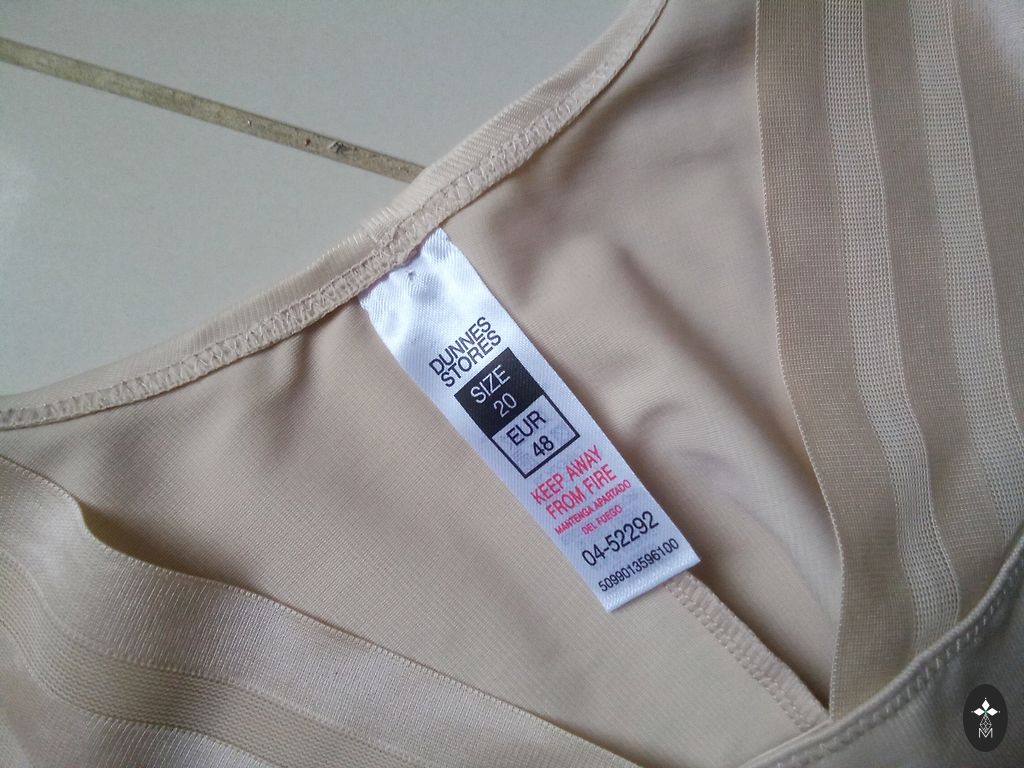 DUNNES
STORES
SIZE
20
EUR
48
KEEP AWAY
FROM FIRE
MANTENGA APARTADO
DEL FUEGO
04-52292
5099013596100
M